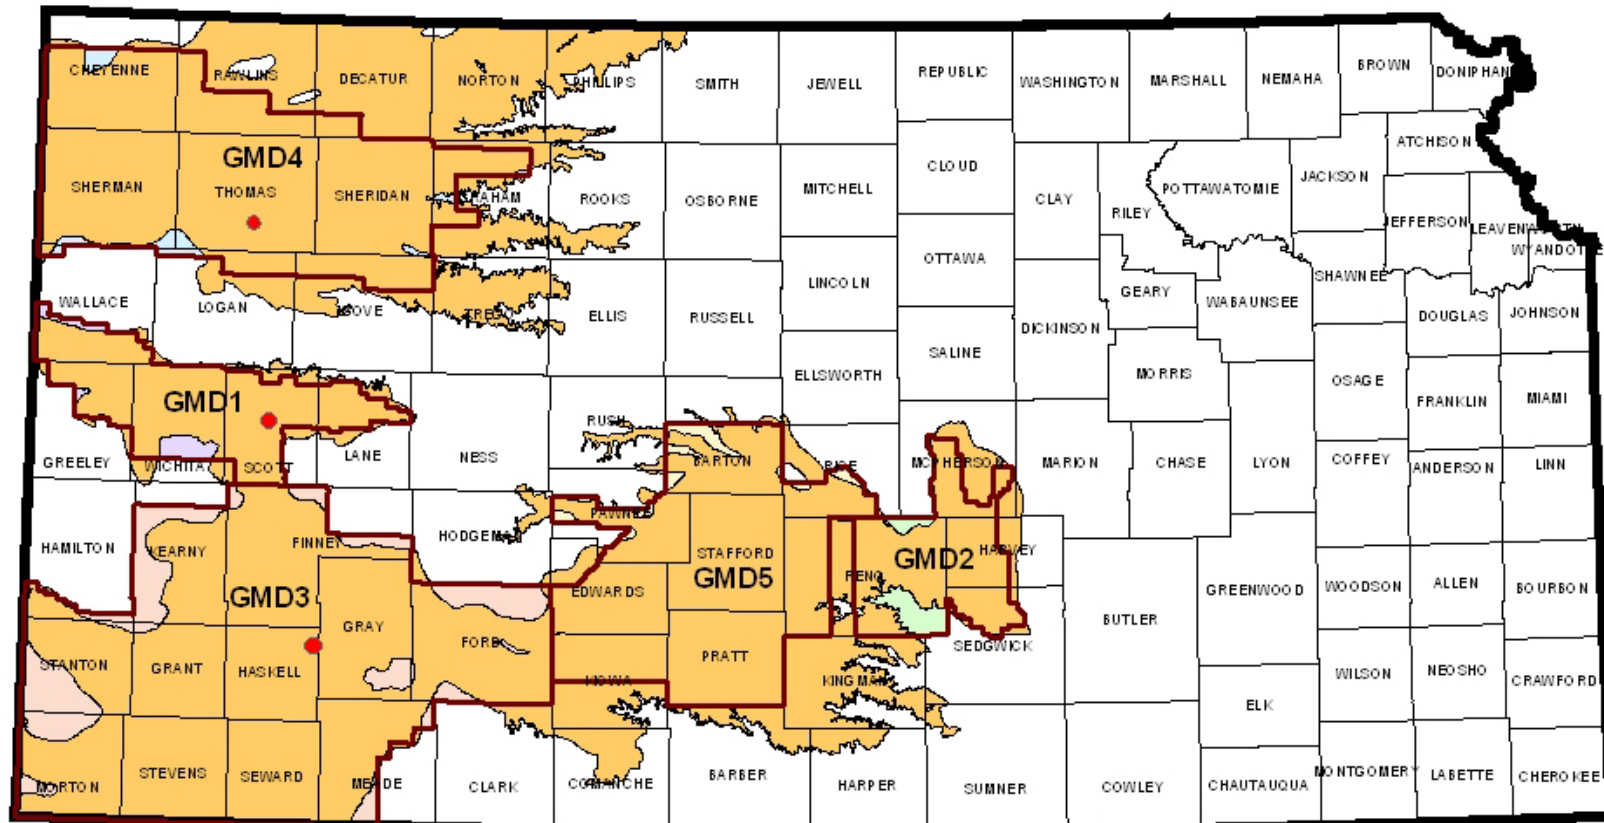 CHEYENNE
RAWLINS
DECATUR
NORTON
PHILLIPS
SMITH
JEWELL
REPUBLIC
WASHINGTON
MARSHALL
NEMAHA
BROWN
DONIPHAN
ATCHISON
SHERMAN
GMD4
THOMAS
SHERIDAN
GRAHAM
ROOKS
OSBORNE
MITCHELL
CLOUD
CLAY
RILEY
POTTAWATOMIE
JACKSON
JEFFERSON
LEAVENWORTH
WYANDOTTE
WALLACE
LOGAN
GOVE
TREGO
ELLIS
RUSSELL
LINCOLN
OTTAWA
DICKINSON
GEARY
WABAUNSEE
SHAWNEE
DOUGLAS
JOHNSON
SALINE
ELLSWORTH
MORRIS
OSAGE
FRANKLIN
MIAMI
GREELEY
GMD1
WICHITA
SCOTT
LANE
NESS
RUSH
BARTON
RICE
MCPHERSON
MARION
CHASE
LYON
COFFEY
ANDERSON
LINN
HAMILTON
KEARNY
FINNEY
HODGEMAN
PAWNEE
STAFFORD
GMD5
RENO
GMD2
HARVEY
GMD3
GRAY
FORD
EDWARDS
SEDGWICK
BUTLER
GREENWOOD
WOODSON
ALLEN
BOURBON
STANTON
GRANT
HASKELL
KIOWA
PRATT
KINGMAN
ELK
WILSON
NEOSHO
CRAWFORD
MORTON
STEVENS
SEWARD
MEADE
CLARK
COMANCHE
BARBER
HARPER
SUMNER
COWLEY
CHAUTAUQUA
MONTGOMERY
LABETTE
CHEROKEE